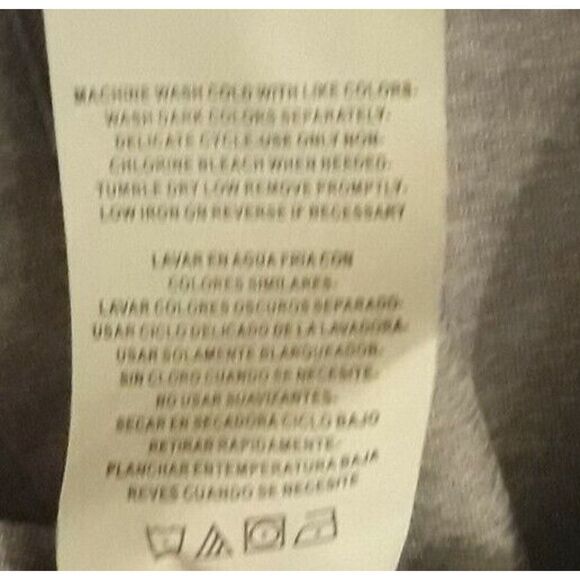 MACHINE WASH COLD WITH LIKE COLORS.
WASH DARK COLORS SEPARATELY.
DELICATE CYCLE.USE ONLY NON-
CHLORINE BLEACH WHEN NEEDED.
TUMBLE DRY LOW REMOVE PROMPTLY.
LOW IRON ON REVERSE IF NECESSARY
LAVAR EN AGUA FRIA CON
COLORES SIMILARES.
LAVAR COLORES OSCUROS SEPARADO.
USAR CICLO DELICADO DE LA LAVADORA.
USAR SOLAMENTE BLANQUEADOR
SIN CLORO CUANDO SE NECESITE.
NO USAR SUAVIZANTES.
SECAR EN SECADORA CICLO BAJO
RETIRAR RAPIDAMENTE.
PLANCHAR ENTEMPERATURA BAJA
REVES CUANDO SE NECESITE